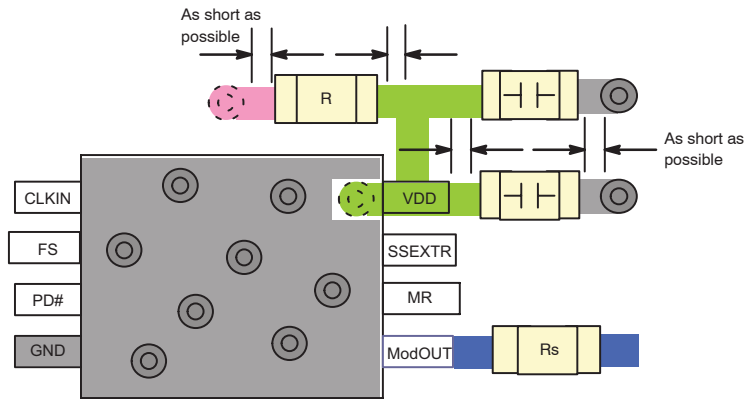 As short as
possible
R
As short as
possible
CLKIN
VDD
FS
SSEXTR
PD#
MR
GND
ModOUT
Rs